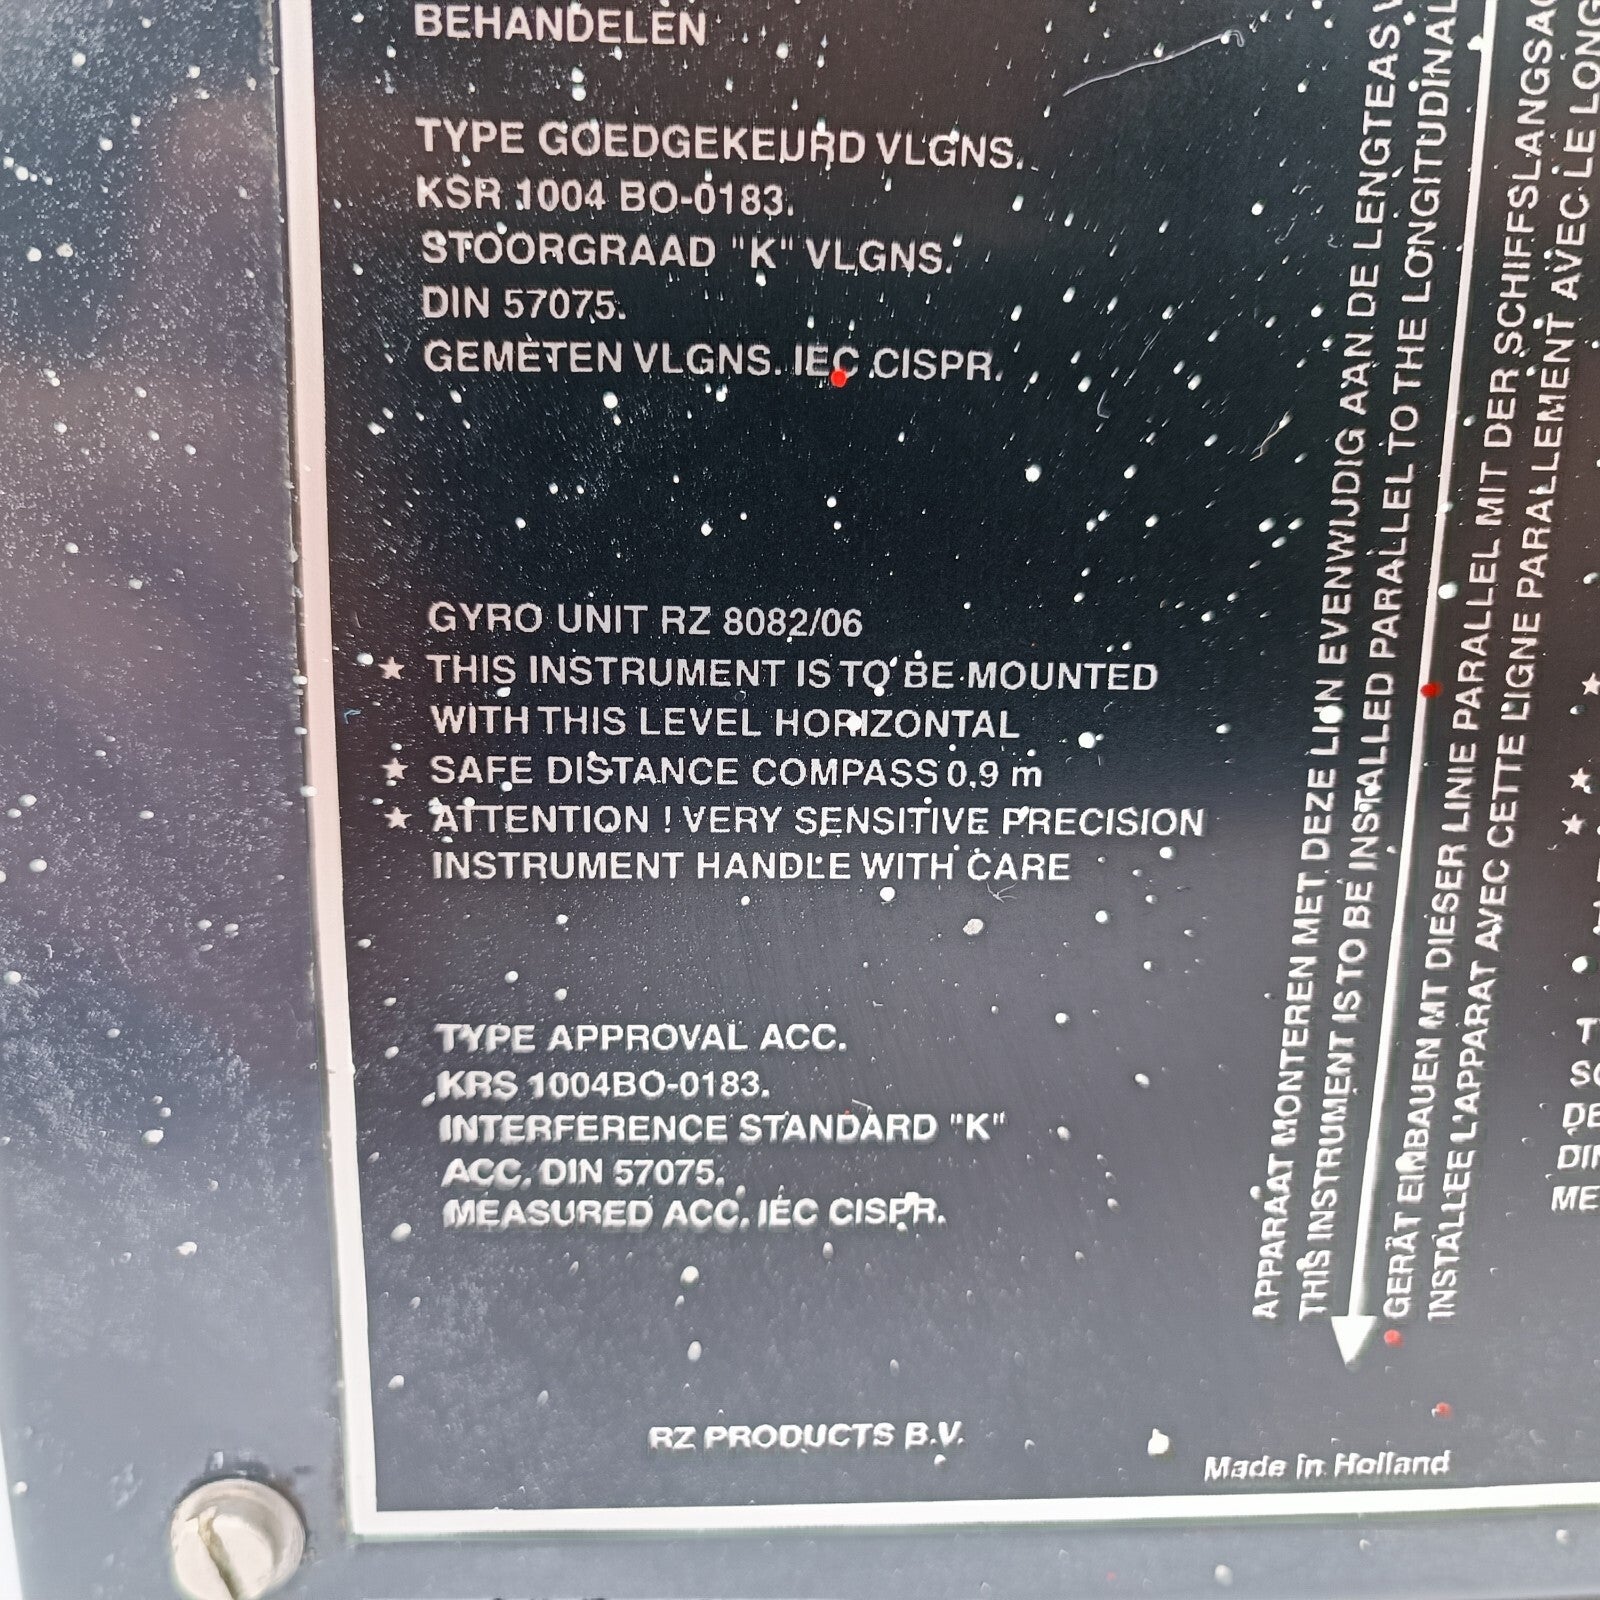 BEHANDELEN
TYPE GOEDGEKEURD VLGNS.
KSR 1004 BO-0183.
STOORGRAAD "K" VLGNS.
DIN 57075.
GEMETEN VLGNS. IEC CISPR.
GYRO UNIT RZ 8082/06
★ THIS INSTRUMENT IS TO BE MOUNTED
WITH THIS LEVEL HORIZONTAL
★ SAFE DISTANCE COMPASS 0.9 m
★ ATTENTION ! VERY SENSITIVE PRECISION
INSTRUMENT HANDLE WITH CARE
TYPE APPROVAL ACC.
KRS 1004BO-0183.
INTERFERENCE STANDARD "K"
ACC. DIN 57075.
MEASURED ACC. IEC CISPR.
RZ PRODUCTS B.V.
Made in Holland
APPARAAT MONTEREN MET DEZE LIJN EVENWIJDIG AAN DE LENGTEAS
THIS INSTRUMENT IS TO BE INSTALLED PARALLEL TO THE LONGITUDINAL
GERÄT EINBAUEN MIT DIESER LINIE PARALLEL MIT DER SCHIFFSLANGSAC
INSTALLEE L'APPARAT AVEC CETTE LIGNE PARALLELEMENT AVEC LE LONG
★
★
★
DE
DIN
ME